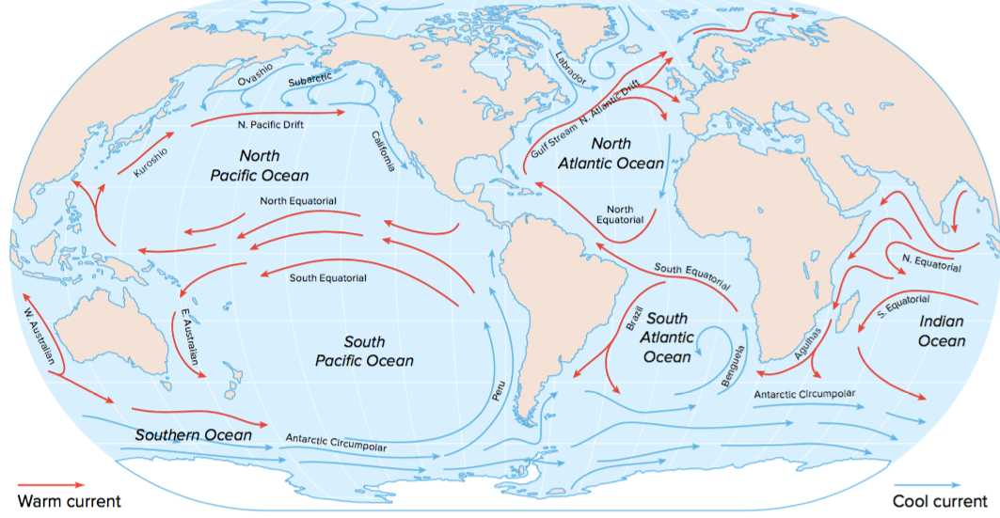 Labrador
Ovashio
Subarctic
N. Atlantic Drift
Gulf Stream
N. Pacific Drift
California
Kuroshio
North
Pacific Ocean
North
Atlantic Ocean
North Equatorial
North
Equatorial
N. Equatorial
South Equatorial
South Equatorial
S. Equatorial
W. Australian
E. Australian
South
Pacific Ocean
Brazil
South
Atlantic
Ocean
Agulhas
Indian
Ocean
Peru
Benguela
Antarctic Circumpolar
Southern Ocean
Antarctic Circumpolar
Warm current
Cool current